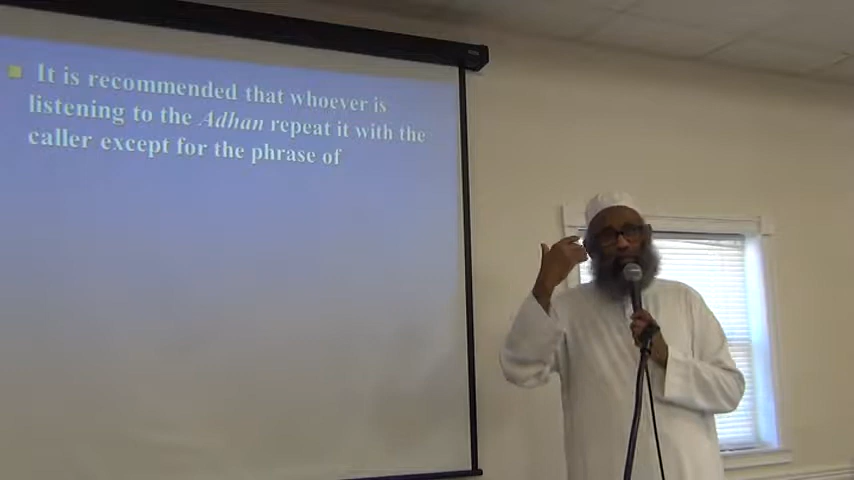 It is recommended that whoever is
listening to the Adhan repeat it with the
caller except for the phrase of